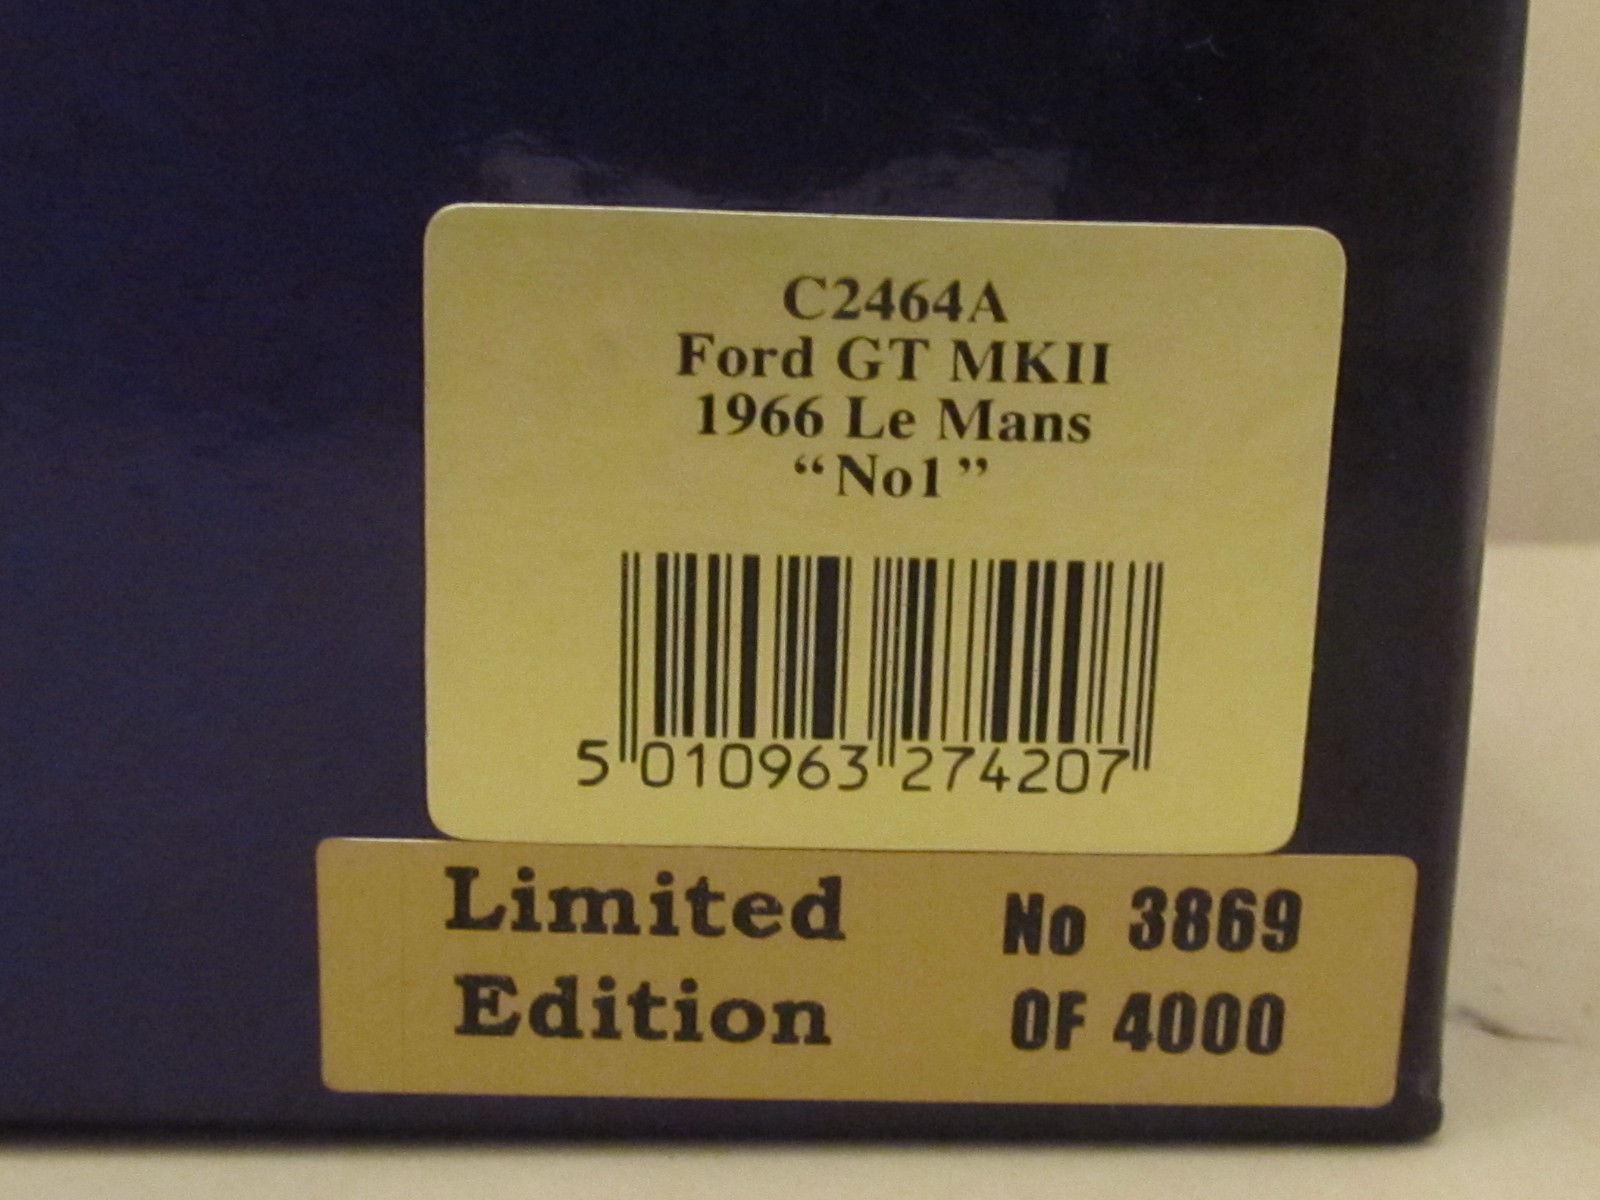 C2464A
Ford GT MKII
1966 Le Mans
“No1”
5 010963 274207
Limited
Edition
No 3869
OF 4000